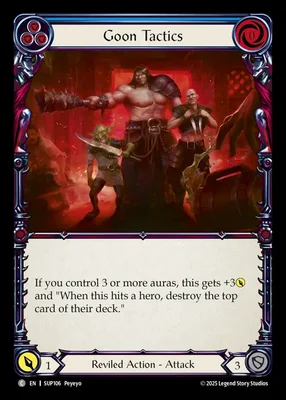 Goon Tactics
If you control 3 or more auras, this gets +3
and "When this hits a hero, destroy the top
card of their deck."
1
Reviled Action - Attack
3
C EN | SUP106 Peyeyo
© 2025 Legend Story Studios